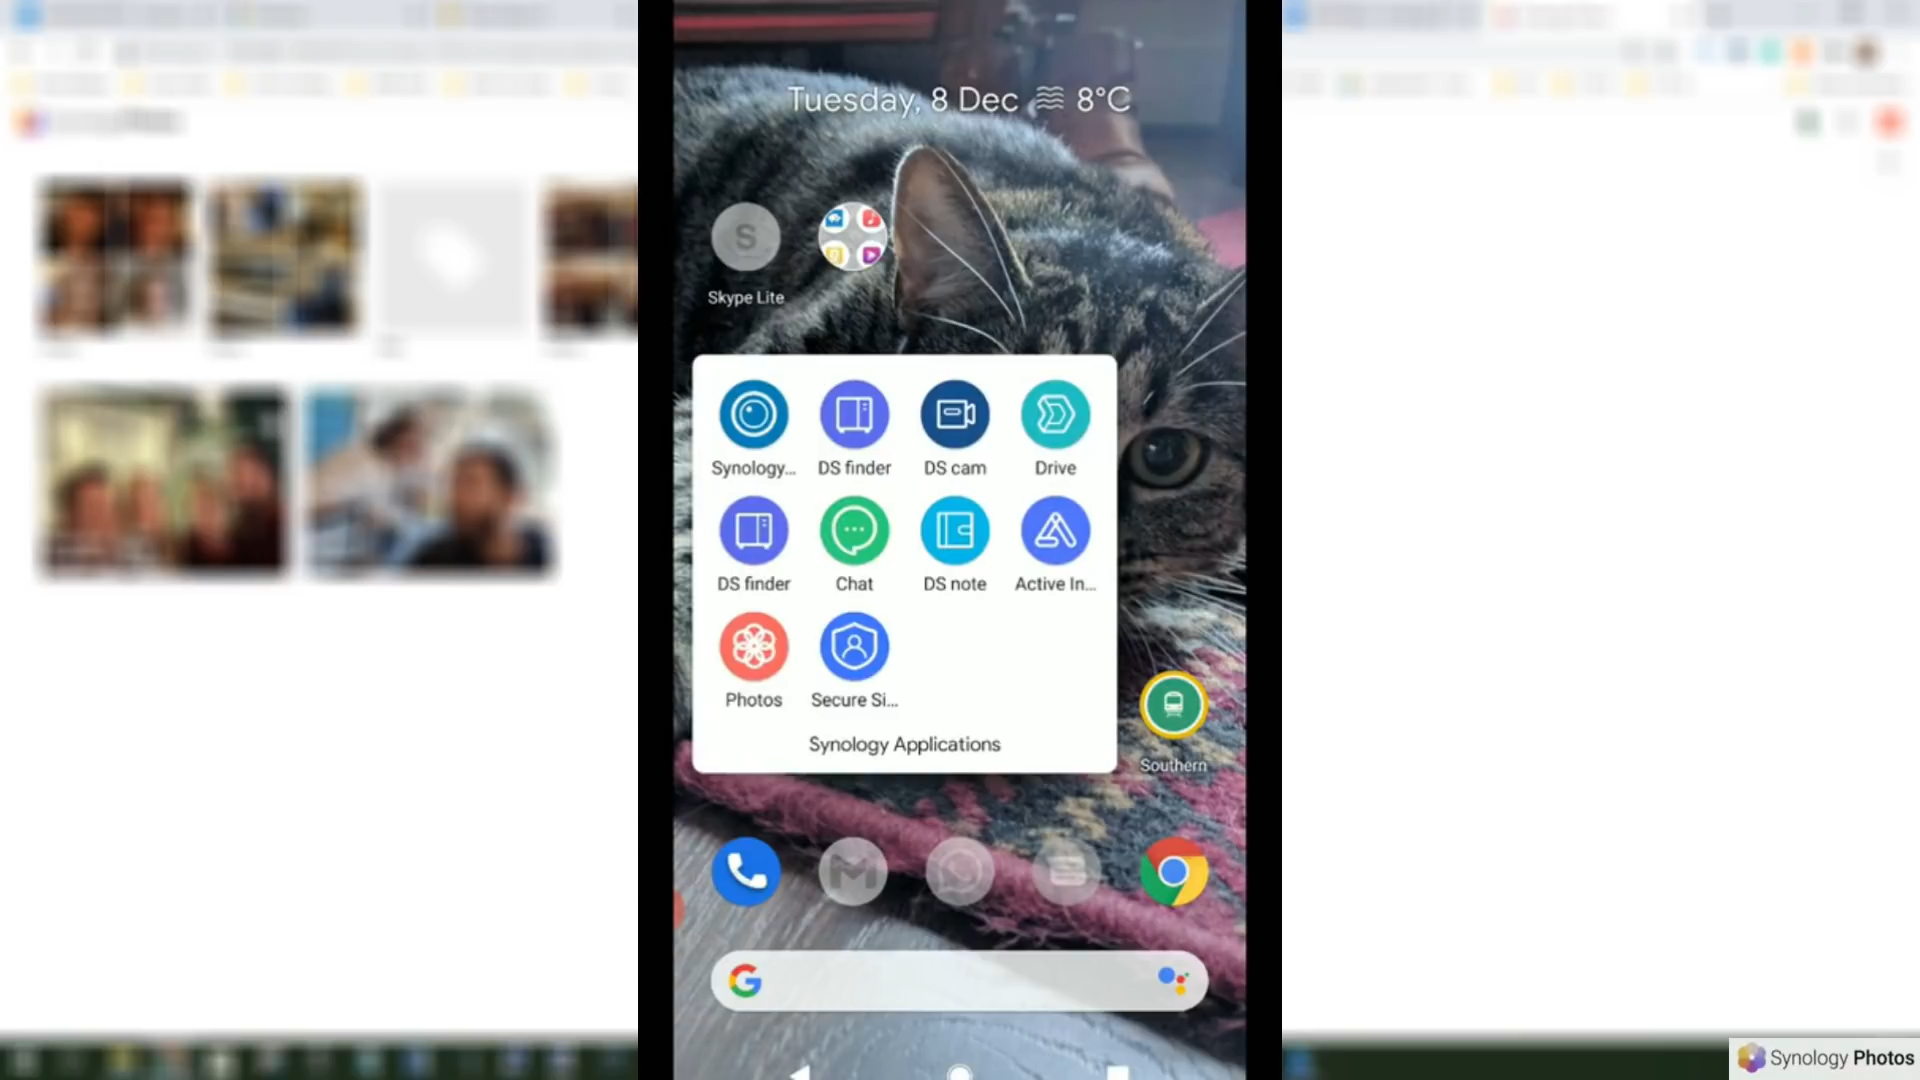 Tuesday, 8 Dec 8°C
S
Skype Lite
Synology...
DS finder
DS cam
Drive
DS finder
Chat
DS note
Active In...
Photos
Secure Si...
Synology Applications
Southern
Synology Photos